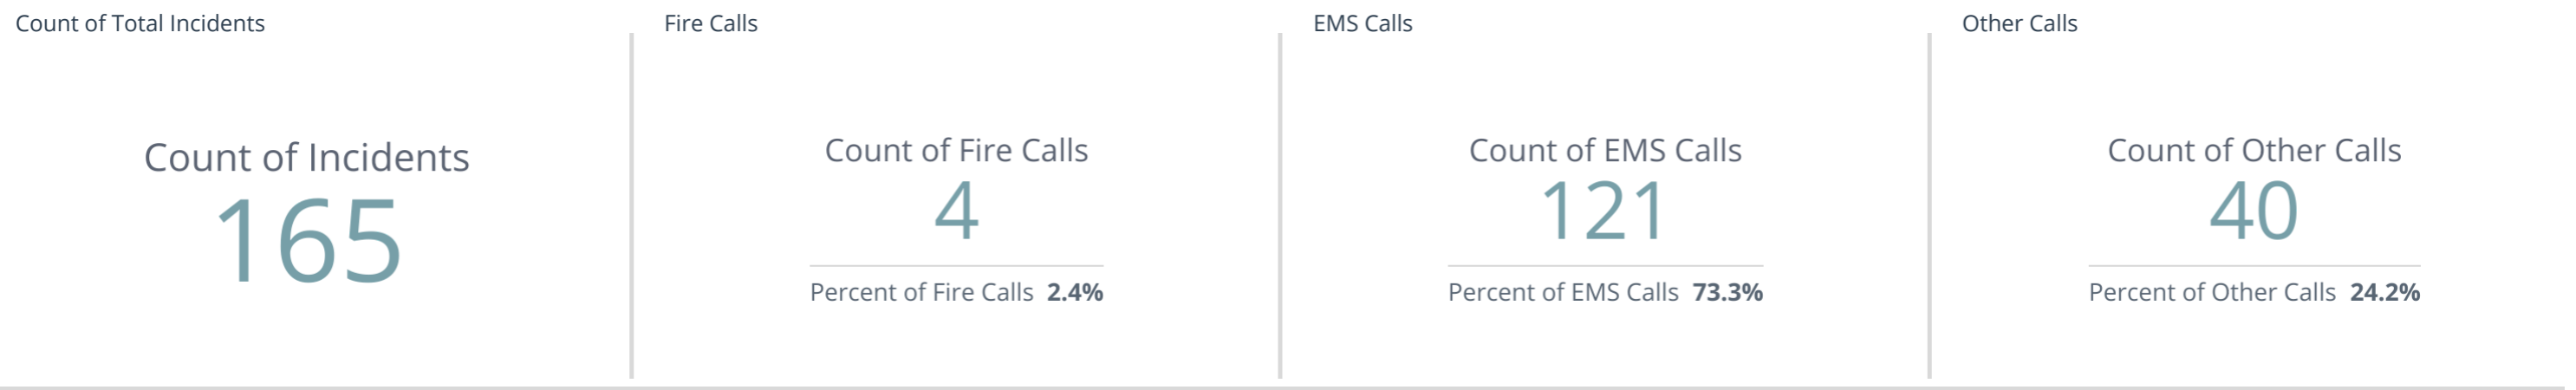 Count of Total Incidents
Count of Incidents
165
Fire Calls
Count of Fire Calls
4
Percent of Fire Calls 2.4%
EMS Calls
Count of EMS Calls
121
Percent of EMS Calls 73.3%
Other Calls
Count of Other Calls
40
Percent of Other Calls 24.2%